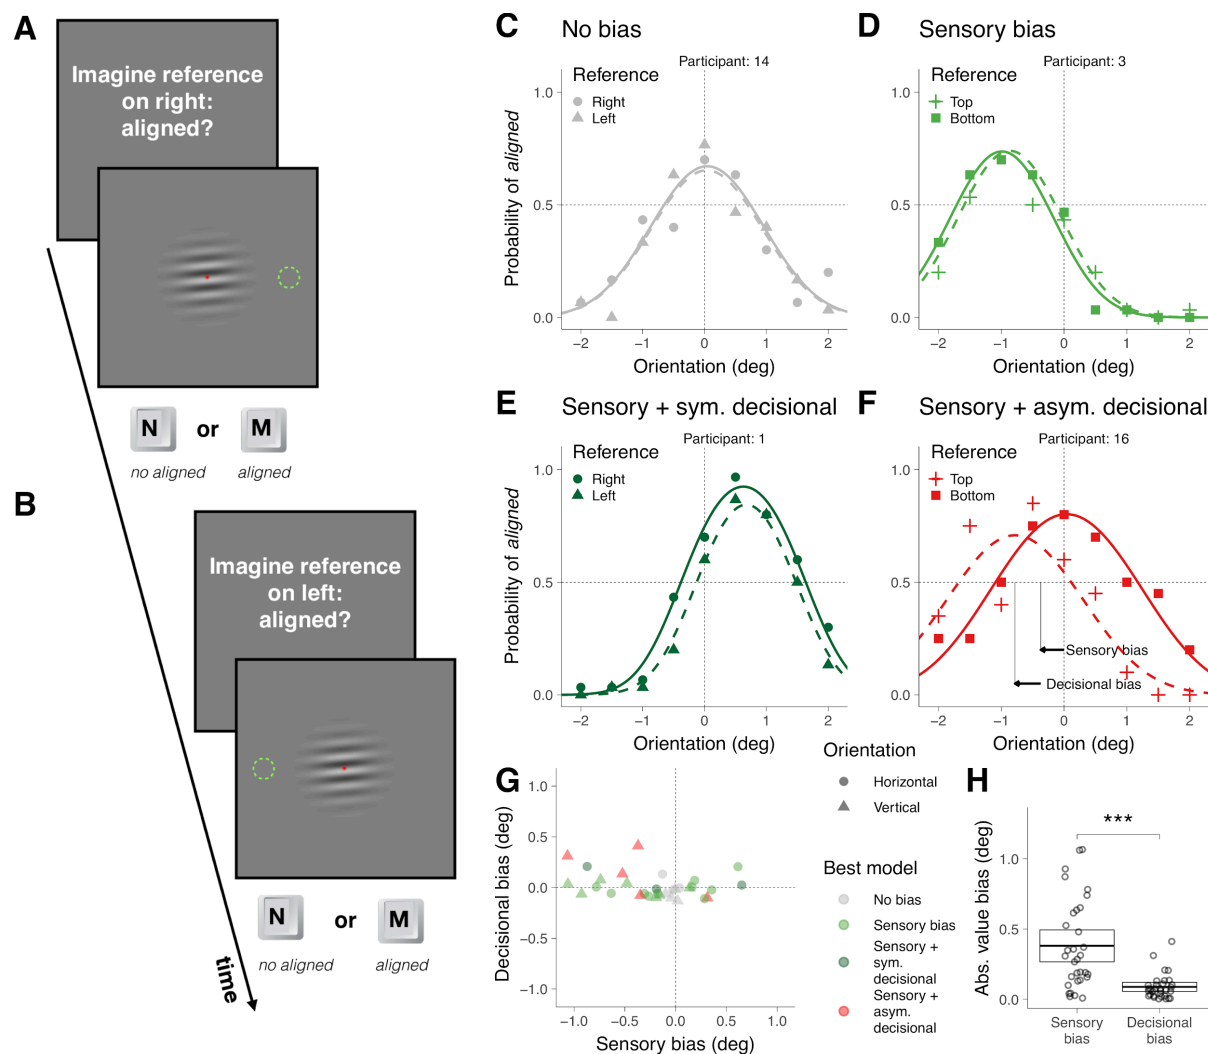 A
Imagine reference
on right:
aligned?
N or M
no aligned aligned
B
Imagine reference
on left:
aligned?
N or M
no aligned aligned
time
C No bias
Participant: 14
Reference
Right
Left
Probability of aligned
1.0
0.5
0.0
−2 −1 0 1 2
Orientation (deg)
D Sensory bias
Participant: 3
Reference
Top
Bottom
1.0
0.5
0.0
−2 −1 0 1 2
Orientation (deg)
E Sensory + sym. decisional
Participant: 1
Reference
Right
Left
Probability of aligned
1.0
0.5
0.0
−2 −1 0 1 2
Orientation (deg)
F Sensory + asym. decisional
Participant: 16
Reference
Top
Bottom
1.0
0.5
0.0
Sensory bias
Decisional bias
−2 −1 0 1 2
Orientation (deg)
G
Decisional bias (deg)
1.0
0.5
0.0
−0.5
−1.0
−1.0 −0.5 0.0 0.5 1.0
Sensory bias (deg)
Orientation
Horizontal
Vertical
Best model
No bias
Sensory bias
Sensory +
sym.
decisional
Sensory +
asym.
decisional
H
Abs. value bias (deg)
***
1.0
0.5
0.0
Sensory
bias
Decisional
bias